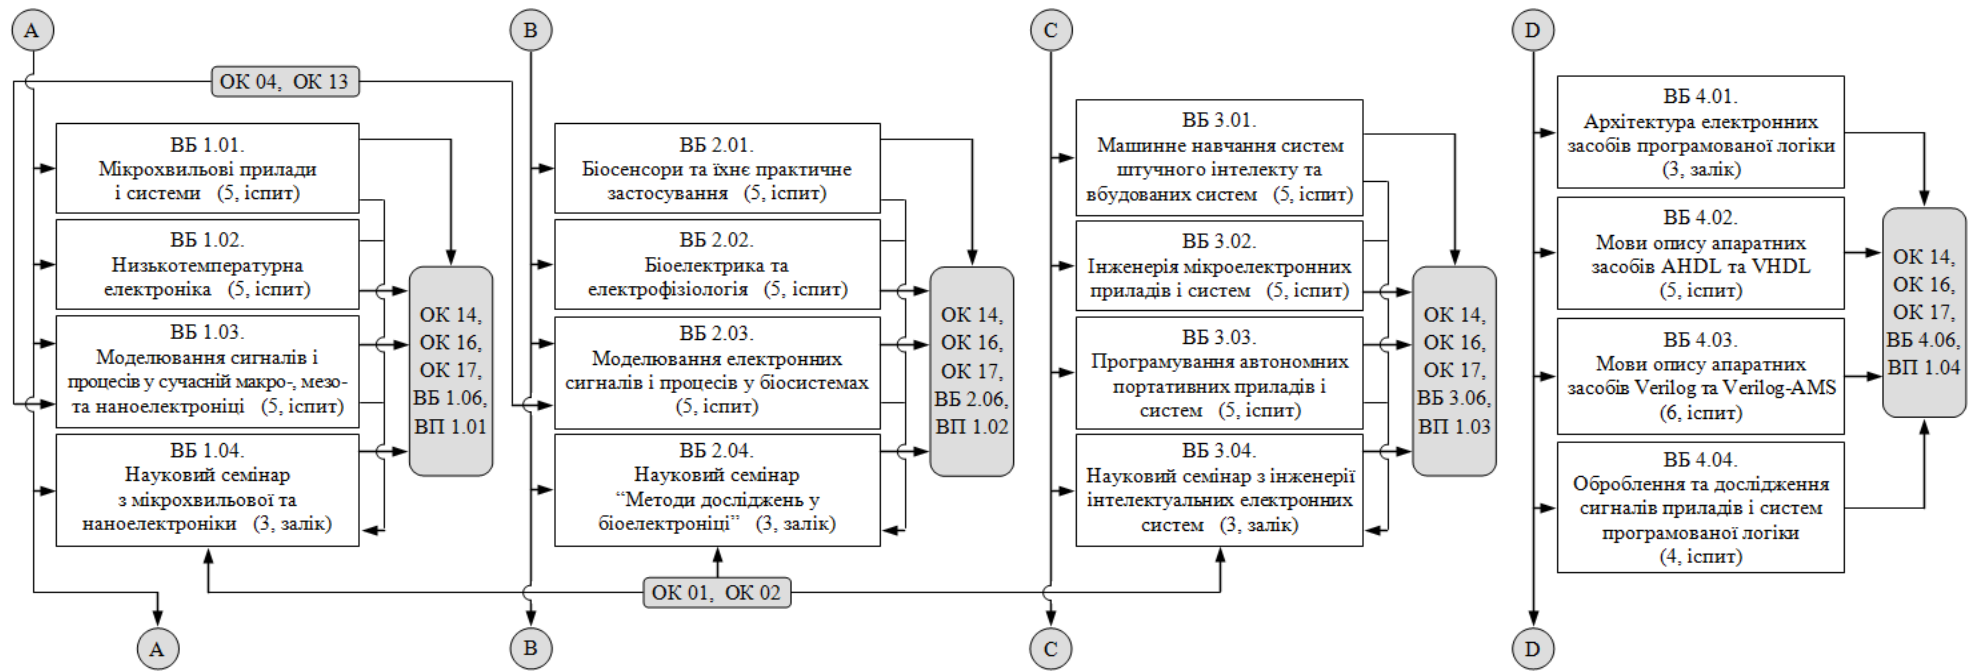 A
B
C
D
ОК 04, ОК 13
ВБ 1.01.
Мікрохвильові прилади
і системи (5, іспит)
ВБ 1.02.
Низькотемпературна
електроніка (5, іспит)
ВБ 1.03.
Моделювання сигналів і
процесів у сучасній макро-, мезо-
та наноелектроніці (5, іспит)
ВБ 1.04.
Науковий семінар
з мікрохвильової та
наноелектроніки (3, залік)
ОК 14,
ОК 16,
ОК 17,
ВБ 1.06,
ВП 1.01
ВБ 2.01.
Біосенсори та їхнє практичне
застосування (5, іспит)
ВБ 2.02.
Біоелектрика та
електрофізіологія (5, іспит)
ВБ 2.03.
Моделювання електронних
сигналів і процесів у біосистемах
(5, іспит)
ВБ 2.04.
Науковий семінар
“Методи досліджень у
біоелектроніці” (3, залік)
ОК 14,
ОК 16,
ОК 17,
ВБ 2.06,
ВП 1.02
ВБ 3.01.
Машинне навчання систем
штучного інтелекту та
вбудованих систем (5, іспит)
ВБ 3.02.
Інженерія мікроелектронних
приладів і систем (5, іспит)
ВБ 3.03.
Програмування автономних
портативних приладів і
систем (5, іспит)
ВБ 3.04.
Науковий семінар з інженерії
інтелектуальних електронних
систем (3, залік)
ОК 14,
ОК 16,
ОК 17,
ВБ 3.06,
ВП 1.03
ВБ 4.01.
Архітектура електронних
засобів програмованої логіки
(3, залік)
ВБ 4.02.
Мови опису апаратних
засобів AHDL та VHDL
(5, іспит)
ВБ 4.03.
Мови опису апаратних
засобів Verilog та Verilog-AMS
(6, іспит)
ВБ 4.04.
Оброблення та дослідження
сигналів приладів і систем
програмованої логіки
(4, іспит)
ОК 14,
ОК 16,
ОК 17,
ВБ 4.06,
ВП 1.04
ОК 01, ОК 02
A
B
C
D